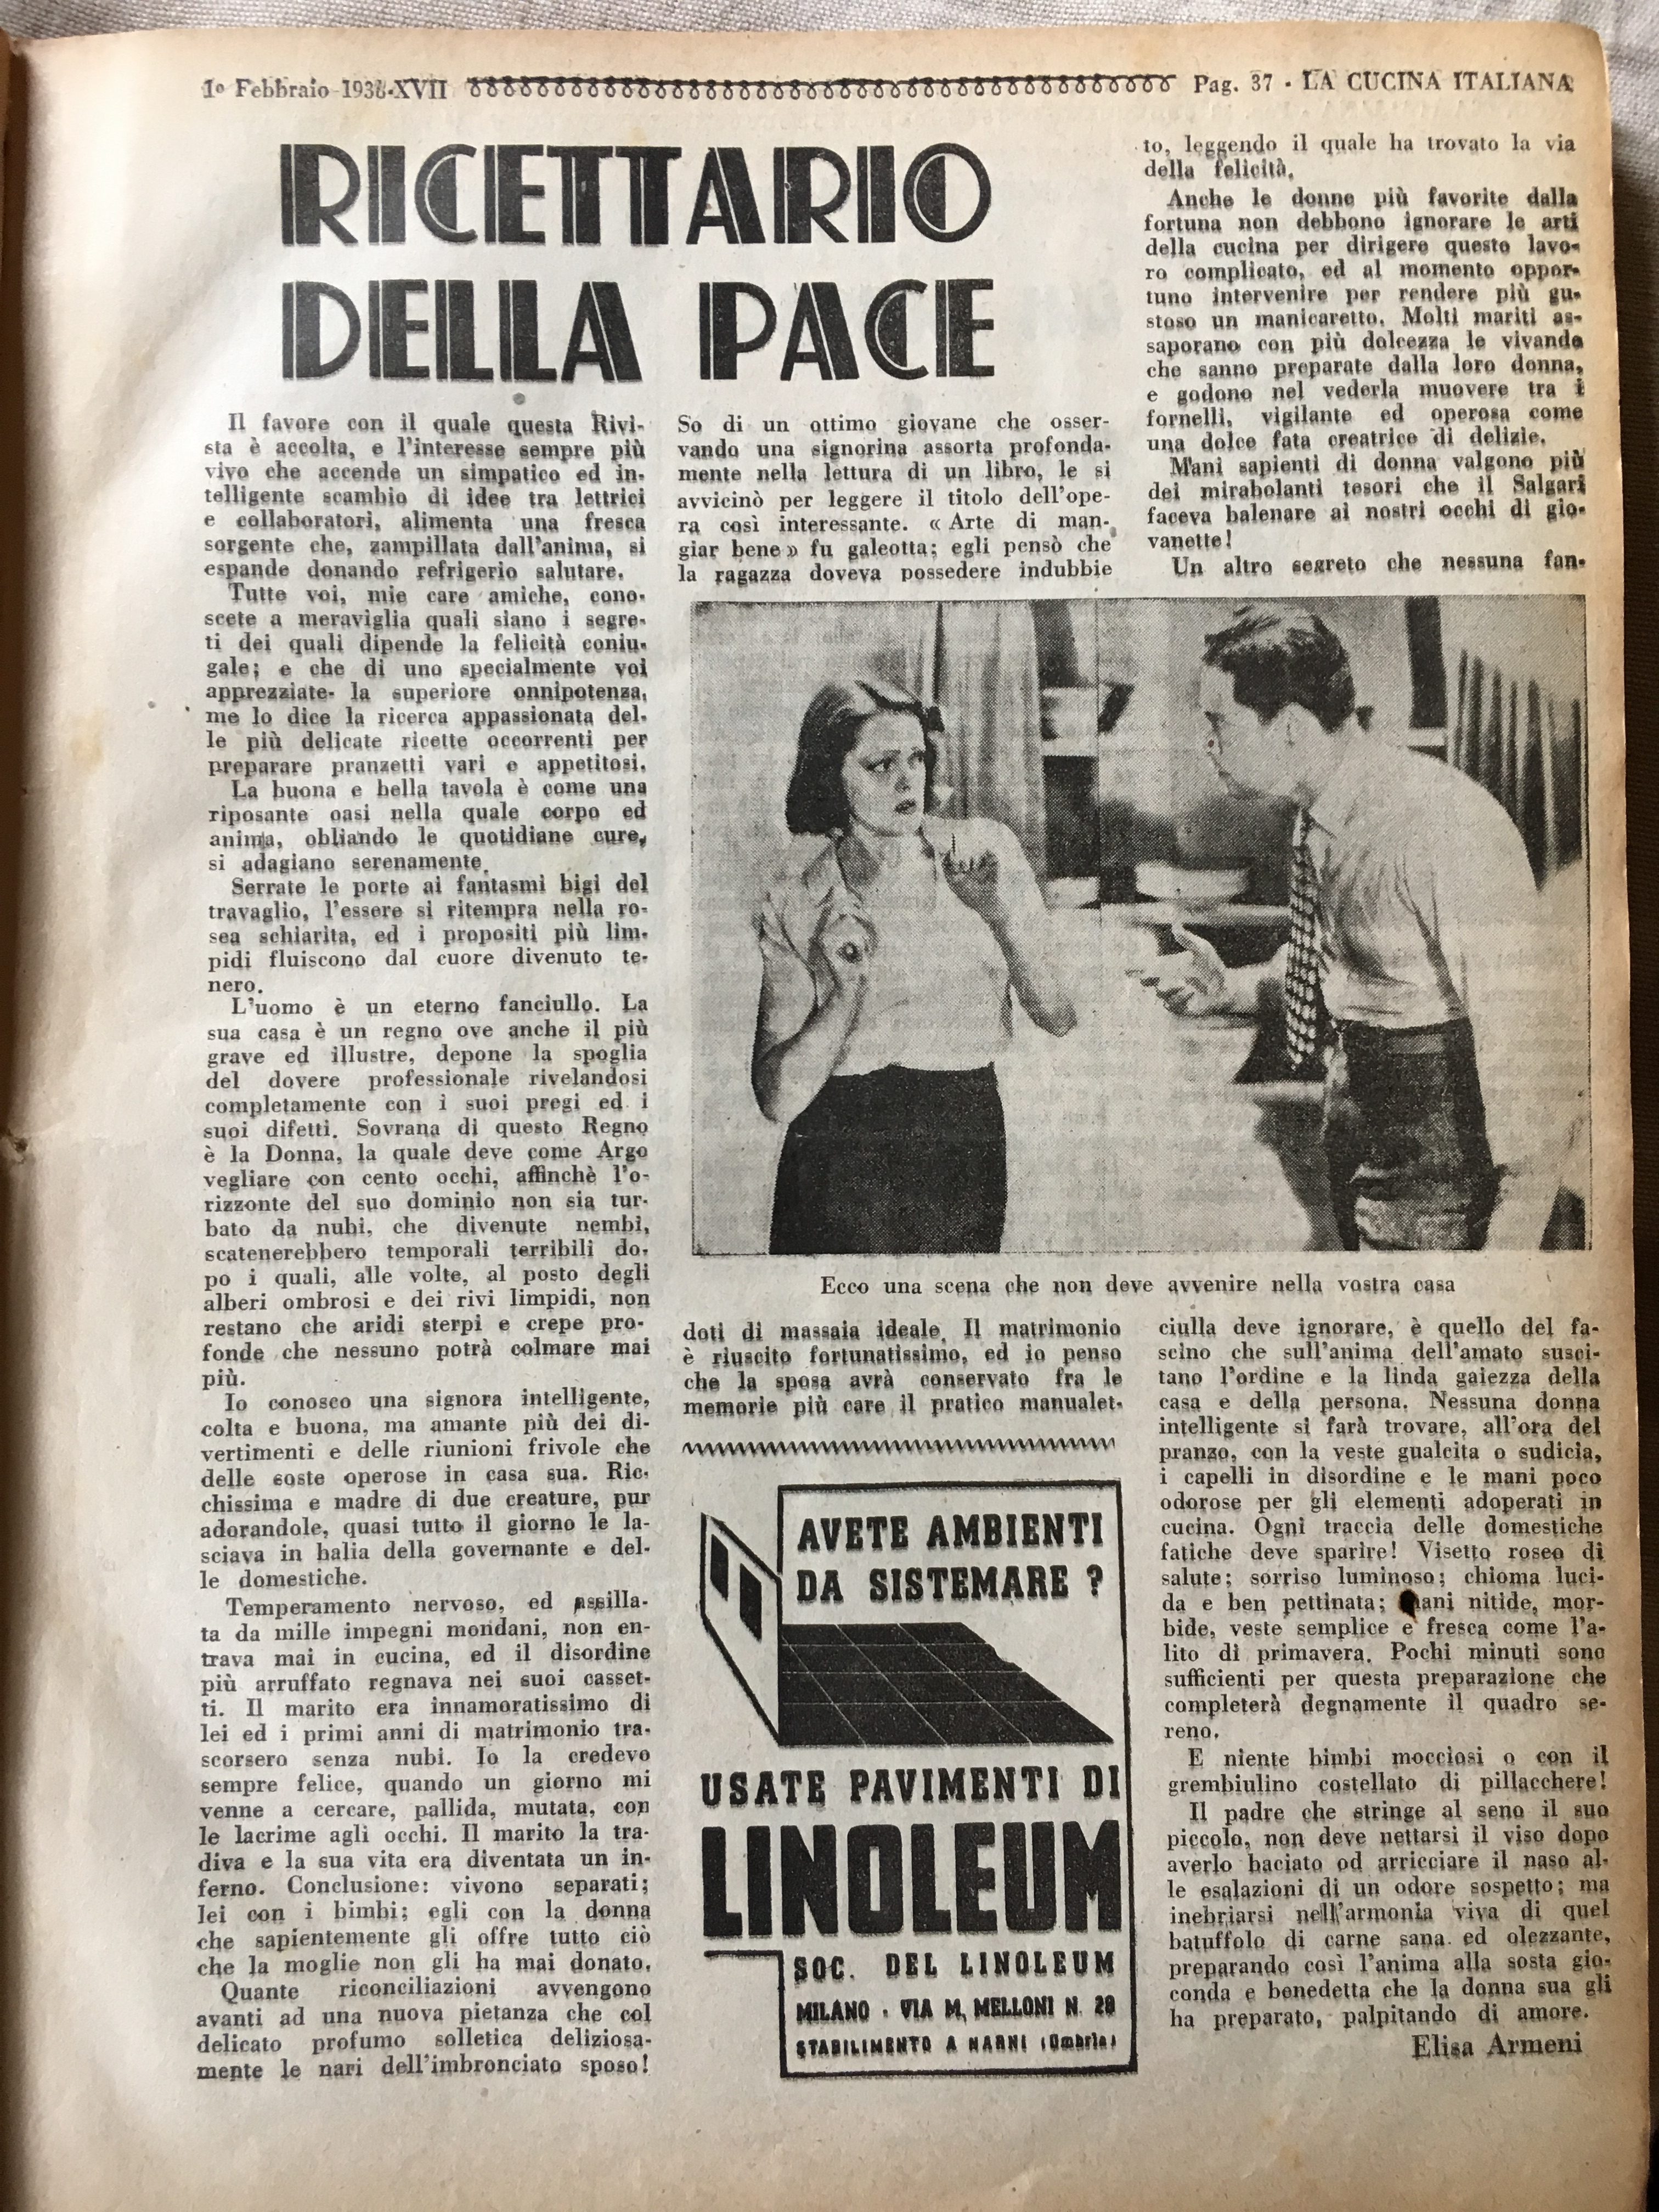 1º Febbraio 1938-XVII
Pag. 37 - LA CUCINA ITALIANA
RICETTARIO
DELLA PACE
Il favore con il quale questa Rivi-
sta è accolta, e l'interesse sempre più
vivo che accende un simpatico ed in-
telligente scambio di idee tra lettrici
e collaboratori, alimenta una fresca
sorgente che, zampillata dall'anima, si
espande donando refrigerio salutare.
Tutte voi, mie care amiche, cono-
scete a meraviglia quali siano i segre-
ti dei quali dipende la felicità coniu-
gale; e che di uno specialmente voi
apprezziate- la superiore onnipotenza,
me lo dice la ricerca appassionata del-
le più delicate ricette occorrenti per
preparare pranzetti vari e appetitosi.
La buona e bella tavola è come una
riposante oasi nella quale corpo ed
anima, obliando le quotidiane cure,
si adagiano serenamente.
Serrate le porte ai fantasmi bigi del
travaglio, l'essere si ritempra nella ro-
sea schiarita, ed i propositi più lim-
pidi fluiscono dal cuore divenuto te-
nero.
L'uomo è un eterno fanciullo. La
sua casa è un regno ove anche il più
grave ed illustre, depone la spoglia
del dovere professionale rivelandosi
completamente con i suoi pregi ed i
suoi difetti. Sovrana di questo Regno
è la Donna, la quale deve come Argo
vegliare con cento occhi, affinchè l'o-
rizzonte del suo dominio non sia tur-
bato da nubi, che divenute nembi,
scatenerebbero temporali terribili do-
po i quali, alle volte, al posto degli
alberi ombrosi e dei rivi limpidi, non
restano che aridi sterpi e crepe pro-
fonde che nessuno potrà colmare mai
più.
Io conosco una signora intelligente,
colta e buona, ma amante più dei di-
vertimenti e delle riunioni frivole che
delle soste operose in casa sua. Ric-
chissima e madre di due creature, pur
adorandole, quasi tutto il giorno le la-
sciava in balia della governante e del-
le domestiche.
Temperamento nervoso, ed assilla-
ta da mille impegni mondani, non en-
trava mai in cucina, ed il disordine
più arruffato regnava nei suoi casset-
ti. Il marito era innamoratissimo di
lei ed i primi anni di matrimonio tra-
scorsero senza nubi. Io la credevo
sempre felice, quando un giorno mi
venne a cercare, pallida, mutata, con
le lacrime agli occhi. Il marito la tra-
diva e la sua vita era diventata un in-
ferno. Conclusione: vivono separati;
lei con i bimbi; egli con la donna
che sapientemente gli offre tutto ciò
che la moglie non gli ha mai donato.
Quante riconciliazioni avvengono
avanti ad una nuova pietanza che col
delicato profumo solletica deliziosa-
mente le nari dell'imbronciato sposo!
So di un ottimo giovane che osser-
vando una signorina assorta profonda-
mente nella lettura di un libro, le si
avvicinò per leggere il titolo dell'ope-
ra così interessante. « Arte di man-
giar bene » fu galeotta; egli pensò che
la ragazza doveva possedere indubbie
doti di massaia ideale. Il matrimonio
è riuscito fortunatissimo, ed io penso
che la sposa avrà conservato fra le
memorie più care il pratico manualet-
to, leggendo il quale ha trovato la via
della felicità.
Anche le donne più favorite dalla
fortuna non debbono ignorare le arti
della cucina per dirigere questo lavo-
ro complicato, ed al momento oppor-
tuno intervenire per rendere più gu-
stoso un manicaretto. Molti mariti as-
saporano con più dolcezza le vivande
che sanno preparate dalla loro donna,
e godono nel vederla muovere tra i
fornelli, vigilante ed operosa come
una dolce fata creatrice di delizie.
Mani sapienti di donna valgono più
dei mirabolanti tesori che il Salgari
faceva balenare ai nostri occhi di gio-
vanette!
Un altro segreto che nessuna fan-
Ecco una scena che non deve avvenire nella vostra casa
ciulla deve ignorare, è quello del fa-
scino che sull'anima dell'amato susci-
tano l'ordine e la linda gaiezza della
casa e della persona. Nessuna donna
intelligente si farà trovare, all'ora del
pranzo, con la veste gualcita o sudicia,
i capelli in disordine e le mani poco
odorose per gli elementi adoperati in
cucina. Ogni traccia delle domestiche
fatiche deve sparire! Visetto roseo di
salute; sorriso luminoso; chioma luci-
da e ben pettinata; mani nitide, mor-
bide, veste semplice e fresca come l'a-
lito di primavera. Pochi minuti sono
sufficienti per questa preparazione che
completerà degnamente il quadro se-
reno.
E niente bimbi mocciosi o con il
grembiulino costellato di pillacchere!
Il padre che stringe al seno il suo
piccolo, non deve nettarsi il viso dopo
averlo baciato od arricciare il naso al-
le esalazioni di un odore sospetto; ma
inebriarsi nell'armonia viva di quel
batuffolo di carne sana ed olezzante,
preparando così l'anima alla sosta gio-
conda e benedetta che la donna sua gli
ha preparato, palpitando di amore.
Elisa Armeni
AVETE AMBIENTI
DA SISTEMARE ?
USATE PAVIMENTI DI
LINOLEUM
SOC. DEL LINOLEUM
MILANO - VIA M. MELLONI N. 28
STABILIMENTO A NARNI (Umbria)